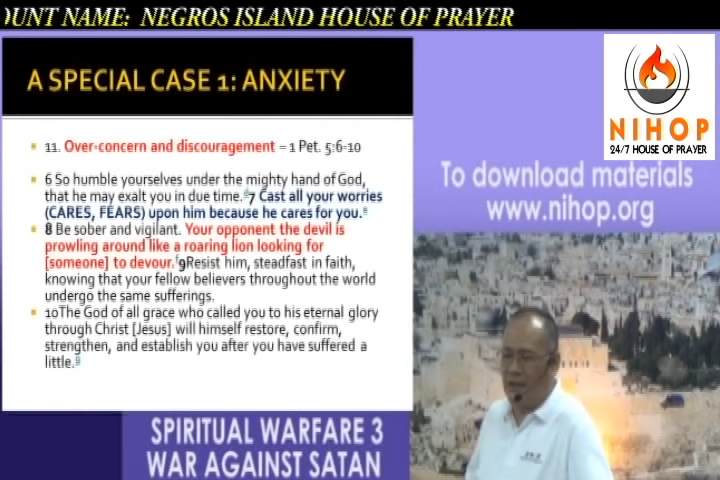 OUNT NAME: NEGROS ISLAND HOUSE OF PRAYER
A SPECIAL CASE 1: ANXIETY
11. Over-concern and discouragement = 1 Pet. 5:6-10
6 So humble yourselves under the mighty hand of God,
that he may exalt you in due time. 7 Cast all your worries
(CARES, FEARS) upon him because he cares for you.
8 Be sober and vigilant. Your opponent the devil is
prowling around like a roaring lion looking for
[someone] to devour. 9Resist him, steadfast in faith,
knowing that your fellow believers throughout the world
undergo the same sufferings.
10The God of all grace who called you to his eternal glory
through Christ [Jesus] will himself restore, confirm,
strengthen, and establish you after you have suffered a
little.
NIHOP
24/7 HOUSE OF PRAYER
To download materials
www.nihop.org
SPIRITUAL WARFARE 3
WAR AGAINST SATAN